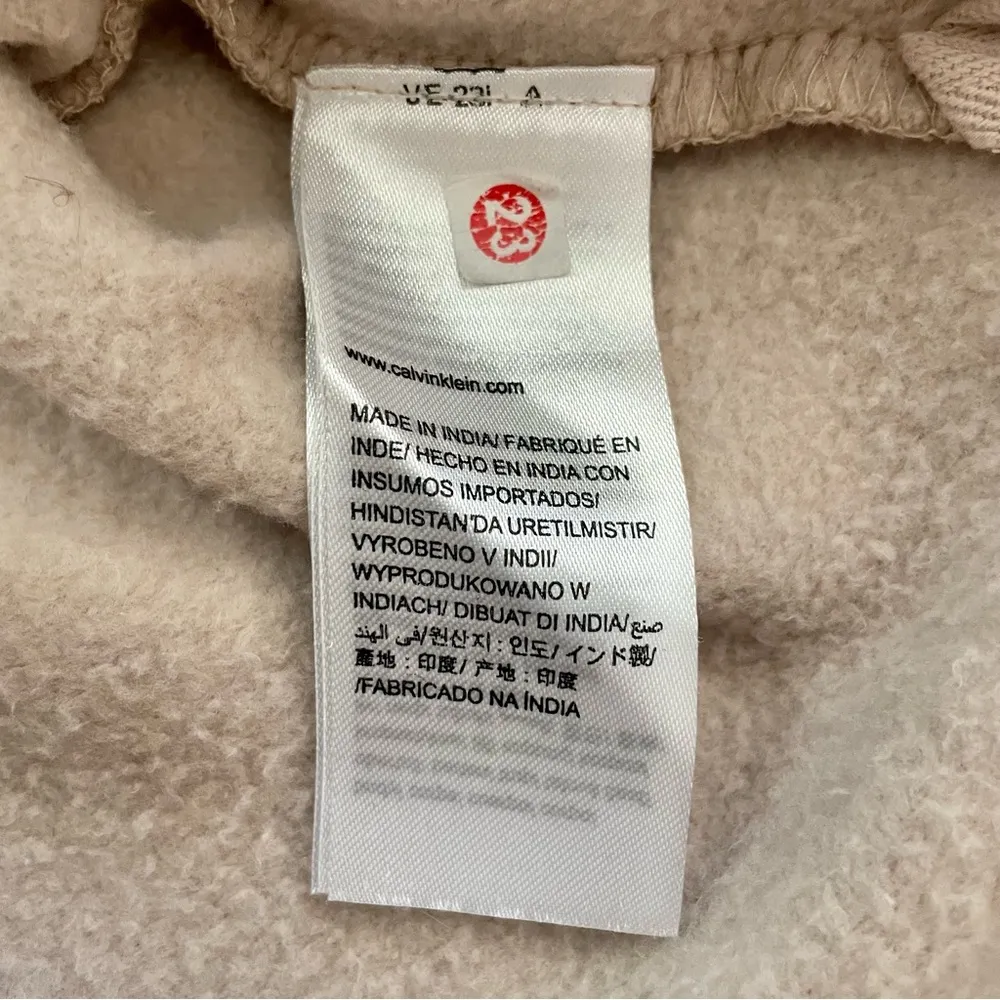 23
www.calvinklein.com
MADE IN INDIA/ FABRIQUÉ EN
INDE/ HECHO EN INDIA CON
INSUMOS IMPORTADOS/
HINDISTAN'DA URETILMISTIR/
VYROBENO V INDII/
WYPRODUKOWANO W
INDIACH/ DIBUAT DI INDIA/صنع
فى الهند/원산지 : 인도/ インド製/
產地 : 印度/ 产地 : 印度
/FABRICADO NA ÍNDIA